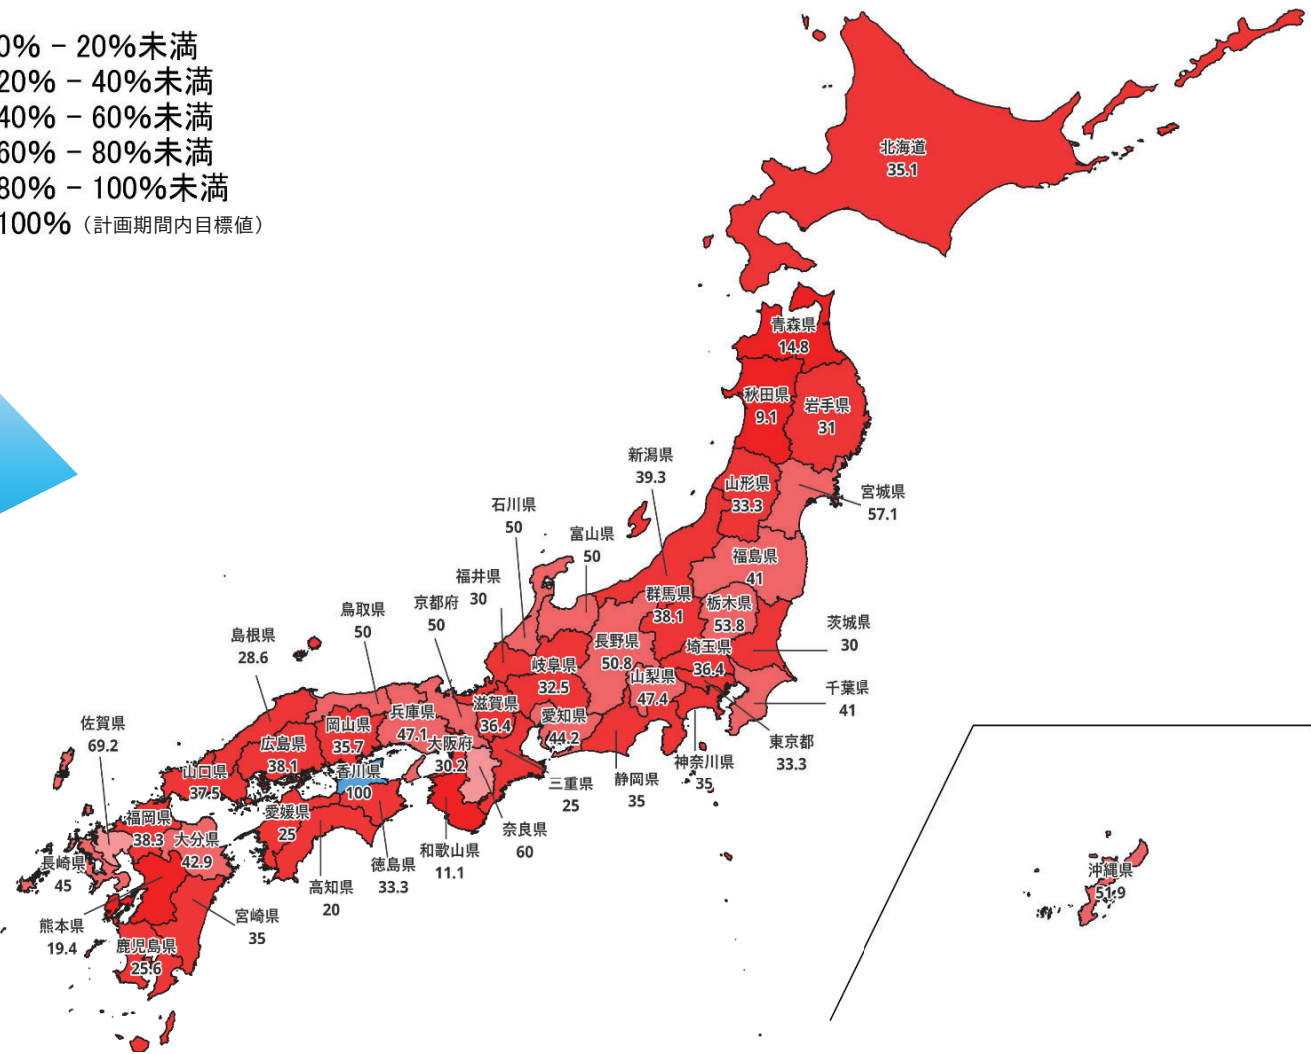 0% − 20%未満
20% − 40%未満
40% − 60%未満
60% − 80%未満
80% − 100%未満
100%（計画期間内目標値）
北海道
35.1
青森県
14.8
秋田県
9.1
岩手県
31
新潟県
39.3
山形県
33.3
宮城県
57.1
石川県
50
富山県
50
福島県
41
福井県
30
群馬県
38.1
栃木県
53.8
茨城県
30
鳥取県
50
京都府
50
島根県
28.6
長野県
50.8
埼玉県
36.4
岐阜県
32.5
山梨県
47.4
千葉県
41
滋賀県
36.4
佐賀県
69.2
岡山県
35.7
兵庫県
47.1
愛知県
44.2
広島県
38.1
大阪府
30.2
東京都
33.3
山口県
37.5
香川県
100
三重県
25
静岡県
35
神奈川県
35
福岡県
38.3
大分県
42.9
愛媛県
25
奈良県
60
長崎県
45
高知県
20
徳島県
33.3
和歌山県
11.1
沖縄県
51.9
熊本県
19.4
宮崎県
35
鹿児島県
25.6